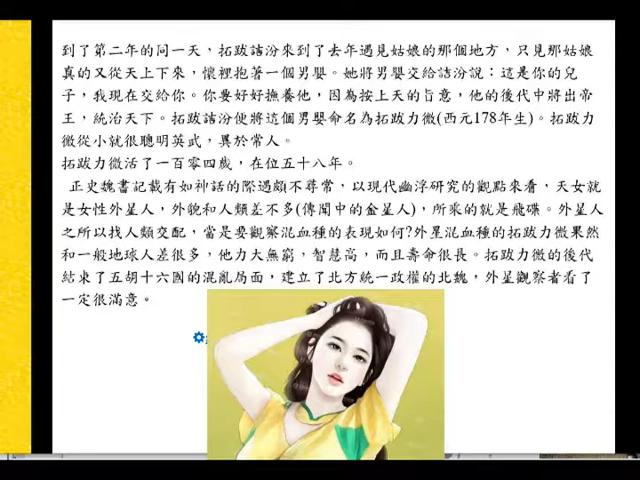 到了第二年的同一天，拓跋詰汾來到了去年遇見姑娘的那個地方，只見那姑娘
真的又從天上下來，懷裡抱著一個男嬰。她將男嬰交給詰汾說：這是你的兒
子，我現在交給你。你要好好撫養他，因為按上天的旨意，他的後代中將出帝
王，統治天下。拓跋詰汾便將這個男嬰命名為拓跋力微(西元178年生)。拓跋力
微從小就很聰明英武，異於常人。
拓跋力微活了一百零四歲，在位五十八年。
正史魏書記載有如神話的際遇頗不尋常，以現代幽浮研究的觀點來看，天女就
是女性外星人，外貌和人類差不多(傳聞中的金星人)，所乘的就是飛碟。外星人
之所以找人類交配，當是要觀察混血種的表現如何?外星混血種的拓跋力微果然
和一般地球人差很多，他力大無窮，智慧高，而且壽命很長。拓跋力微的後代
結束了五胡十六國的混亂局面，建立了北方統一政權的北魏，外星觀察者看了
一定很滿意。